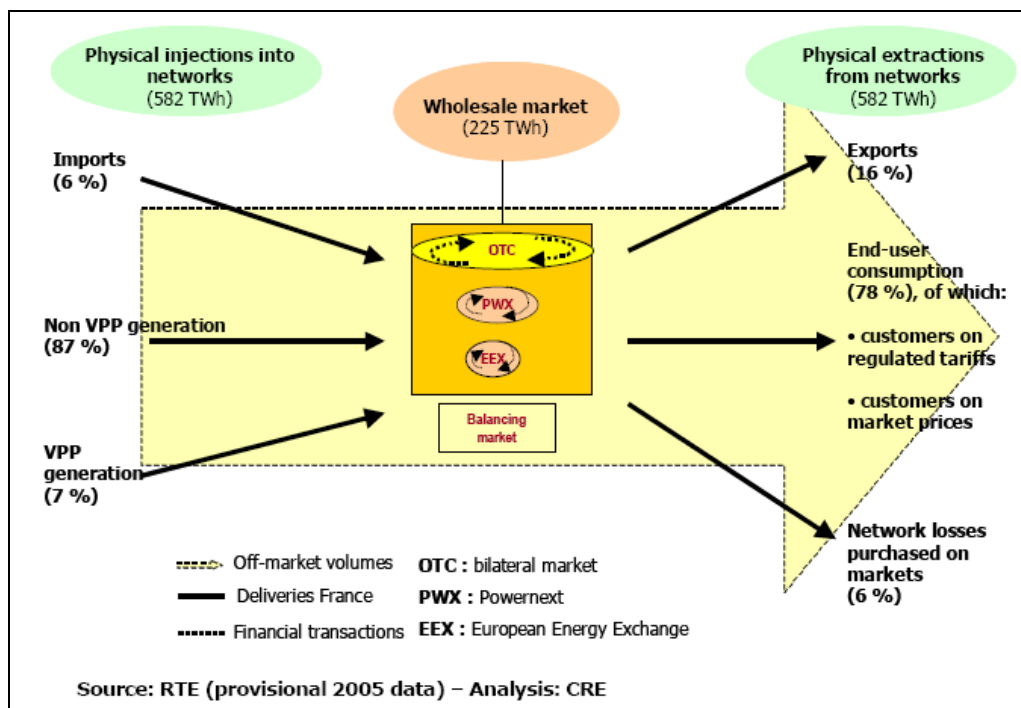 Physical injections into
networks
(582 TWh)
Wholesale market
(225 TWh)
Physical extractions
from networks
(582 TWh)
Imports
(6 %)
Non VPP generation
(87 %)
VPP
generation
(7 %)
OTC
PWX
EEX
Balancing
market
Exports
(16 %)
End-user
consumption
(78 %), of which:
• customers on
regulated tariffs
• customers on
market prices
Network losses
purchased on
markets
(6 %)
Off-market volumes
Deliveries France
Financial transactions
OTC : bilateral market
PWX : Powernext
EEX : European Energy Exchange
Source: RTE (provisional 2005 data) – Analysis: CRE